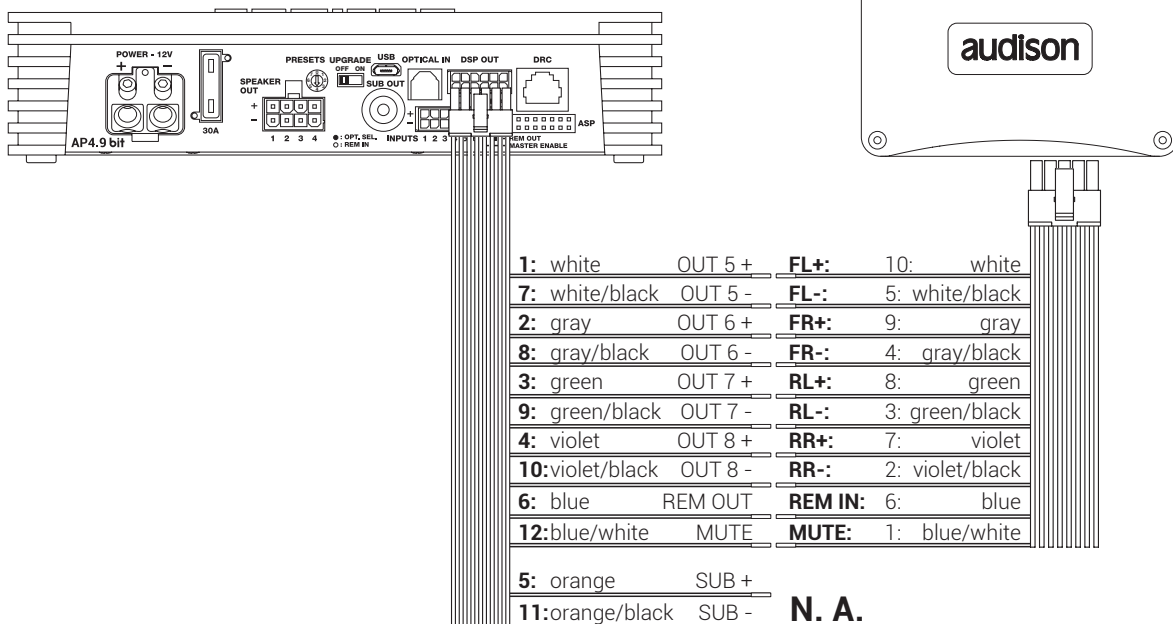 audison
POWER - 12V
+ −
30A
PRESETS
UPGRADE
OFF ON
USB
OPTICAL IN
DSP OUT
DRC
SPEAKER
OUT
+
-
1 2 3 4
SUB OUT
● : OPT. SEL.
○ : REM IN
INPUTS 1 2 3
+
-
ASP
REM OUT
MASTER ENABLE
AP4.9 bit
1: white OUT 5 + FL+: 10: white
7: white/black OUT 5 - FL-: 5: white/black
2: gray OUT 6 + FR+: 9: gray
8: gray/black OUT 6 - FR-: 4: gray/black
3: green OUT 7 + RL+: 8: green
9: green/black OUT 7 - RL-: 3: green/black
4: violet OUT 8 + RR+: 7: violet
10: violet/black OUT 8 - RR-: 2: violet/black
6: blue REM OUT REM IN: 6: blue
12: blue/white MUTE MUTE: 1: blue/white
5: orange SUB +
11: orange/black SUB - N. A.